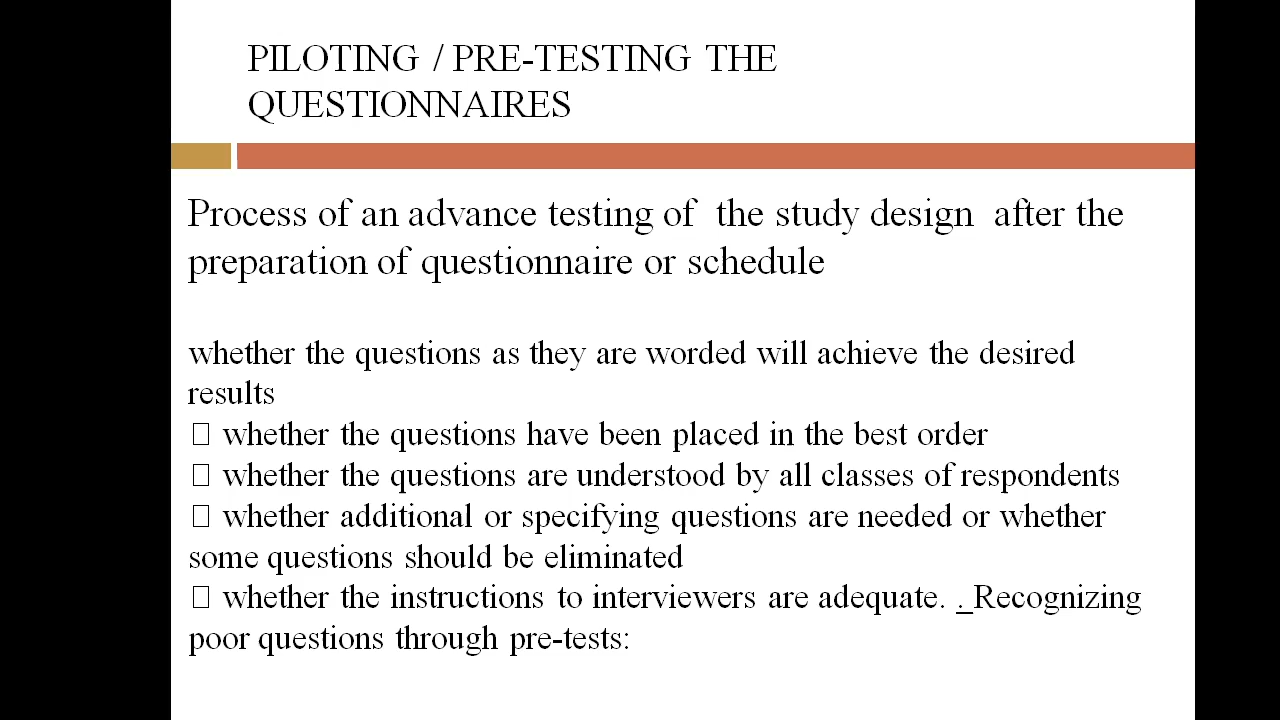 PILOTING / PRE-TESTING THE
QUESTIONNAIRES
Process of an advance testing of the study design after the
preparation of questionnaire or schedule
whether the questions as they are worded will achieve the desired
results
□ whether the questions have been placed in the best order
□ whether the questions are understood by all classes of respondents
□ whether additional or specifying questions are needed or whether
some questions should be eliminated
□ whether the instructions to interviewers are adequate. . Recognizing
poor questions through pre-tests: